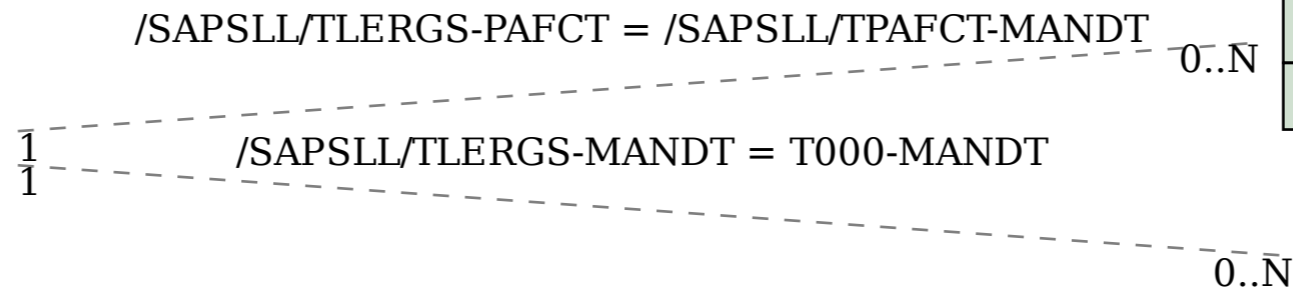 /SAPSLL/TLERGS-PAFCT = /SAPSLL/TPAFCT-MANDT
0..N
1
/SAPSLL/TLERGS-MANDT = T000-MANDT
1
0..N